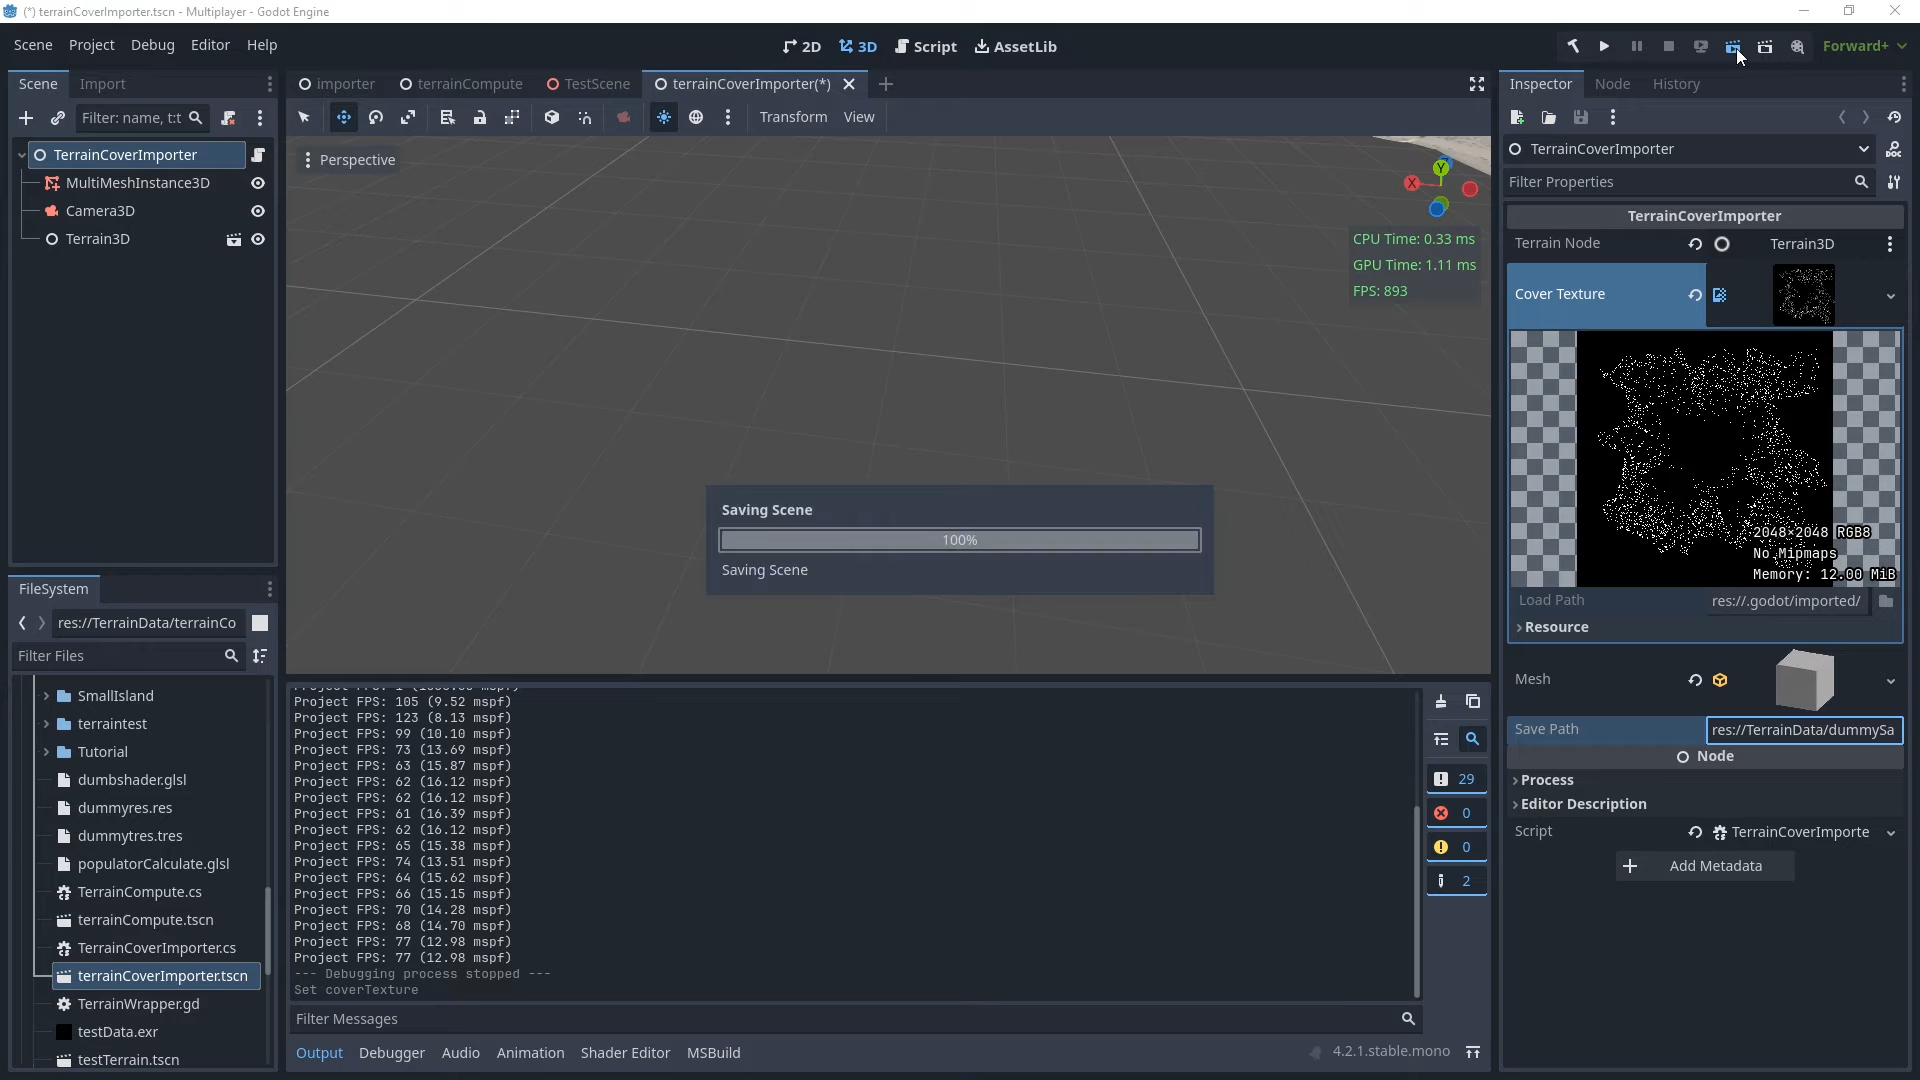 (*) terrainCoverImporter.tscn - Multiplayer - Godot Engine
Scene Project Debug Editor Help
2D 3D Script AssetLib
Forward+
Scene Import
importer terrainCompute TestScene terrainCoverImporter(*)
Inspector Node History
Filter: name, t:t
Transform View
TerrainCoverImporter
MultiMeshInstance3D
Camera3D
Terrain3D
Perspective
X Y
CPU Time: 0.33 ms
GPU Time: 1.11 ms
FPS: 893
Saving Scene
100%
Saving Scene
TerrainCoverImporter
Filter Properties
TerrainCoverImporter
Terrain Node Terrain3D
Cover Texture
2048×2048 RGB8
No Mipmaps
Memory: 12.00 MiB
Load Path res://.godot/imported/
Resource
Mesh
Save Path res://TerrainData/dummySa
Node
Process
Editor Description
Script TerrainCoverImporte
Add Metadata
FileSystem
res://TerrainData/terrainCo
Filter Files
SmallIsland
terraintest
Tutorial
dumbshader.glsl
dummyres.res
dummytres.tres
populatorCalculate.glsl
TerrainCompute.cs
terrainCompute.tscn
TerrainCoverImporter.cs
terrainCoverImporter.tscn
TerrainWrapper.gd
testData.exr
testTerrain.tscn
Project FPS: 105 (9.52 mspf)
Project FPS: 123 (8.13 mspf)
Project FPS: 99 (10.10 mspf)
Project FPS: 73 (13.69 mspf)
Project FPS: 63 (15.87 mspf)
Project FPS: 62 (16.12 mspf)
Project FPS: 62 (16.12 mspf)
Project FPS: 61 (16.39 mspf)
Project FPS: 62 (16.12 mspf)
Project FPS: 65 (15.38 mspf)
Project FPS: 74 (13.51 mspf)
Project FPS: 64 (15.62 mspf)
Project FPS: 66 (15.15 mspf)
Project FPS: 70 (14.28 mspf)
Project FPS: 68 (14.70 mspf)
Project FPS: 77 (12.98 mspf)
Project FPS: 77 (12.98 mspf)
--- Debugging process stopped ---
Set coverTexture
29
0
0
2
Filter Messages
Output Debugger Audio Animation Shader Editor MSBuild
4.2.1.stable.mono